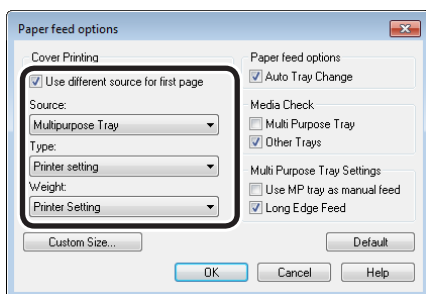 Paper feed options
Cover Printing
Use different source for first page
Source:
Multipurpose Tray
Type:
Printer setting
Weight:
Printer Setting
Custom Size...
Paper feed options
Auto Tray Change
Media Check
Multi Purpose Tray
Other Trays
Multi Purpose Tray Settings
Use MP tray as manual feed
Long Edge Feed
Default
OK
Cancel
Help